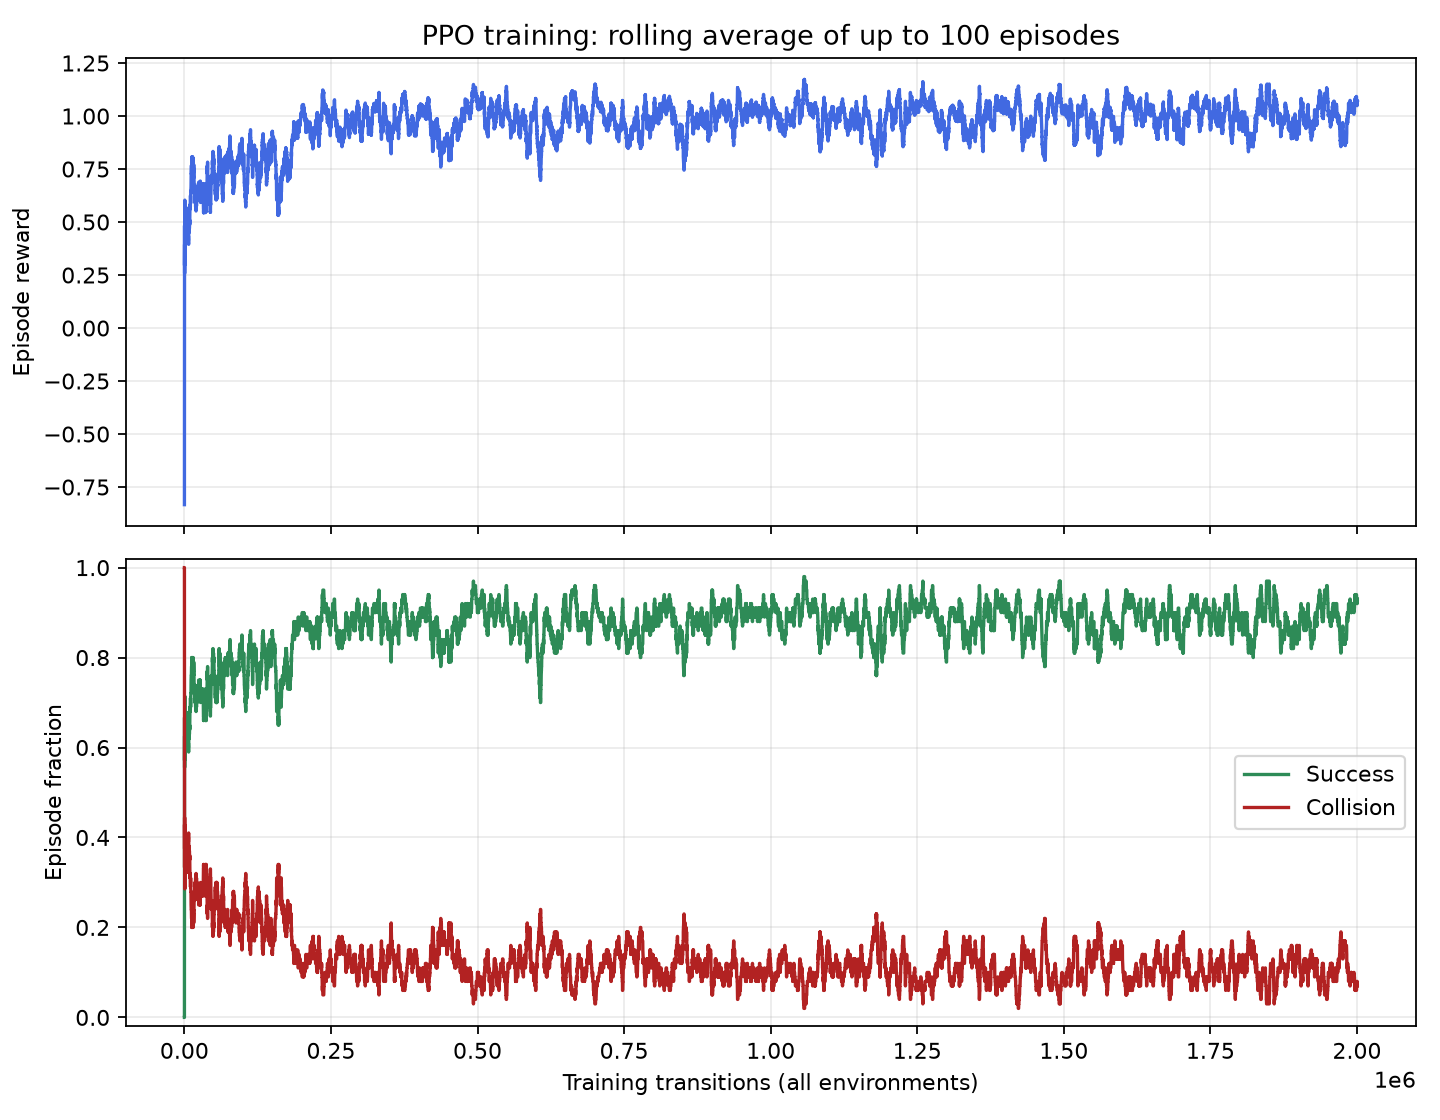 PPO training: rolling average of up to 100 episodes
1.25
1.00
0.75
0.50
0.25
0.00
−0.25
−0.50
−0.75
Episode reward
1.0
0.8
0.6
0.4
0.2
0.0
Episode fraction
Success
Collision
0.00 0.25 0.50 0.75 1.00 1.25 1.50 1.75 2.00
1e6
Training transitions (all environments)